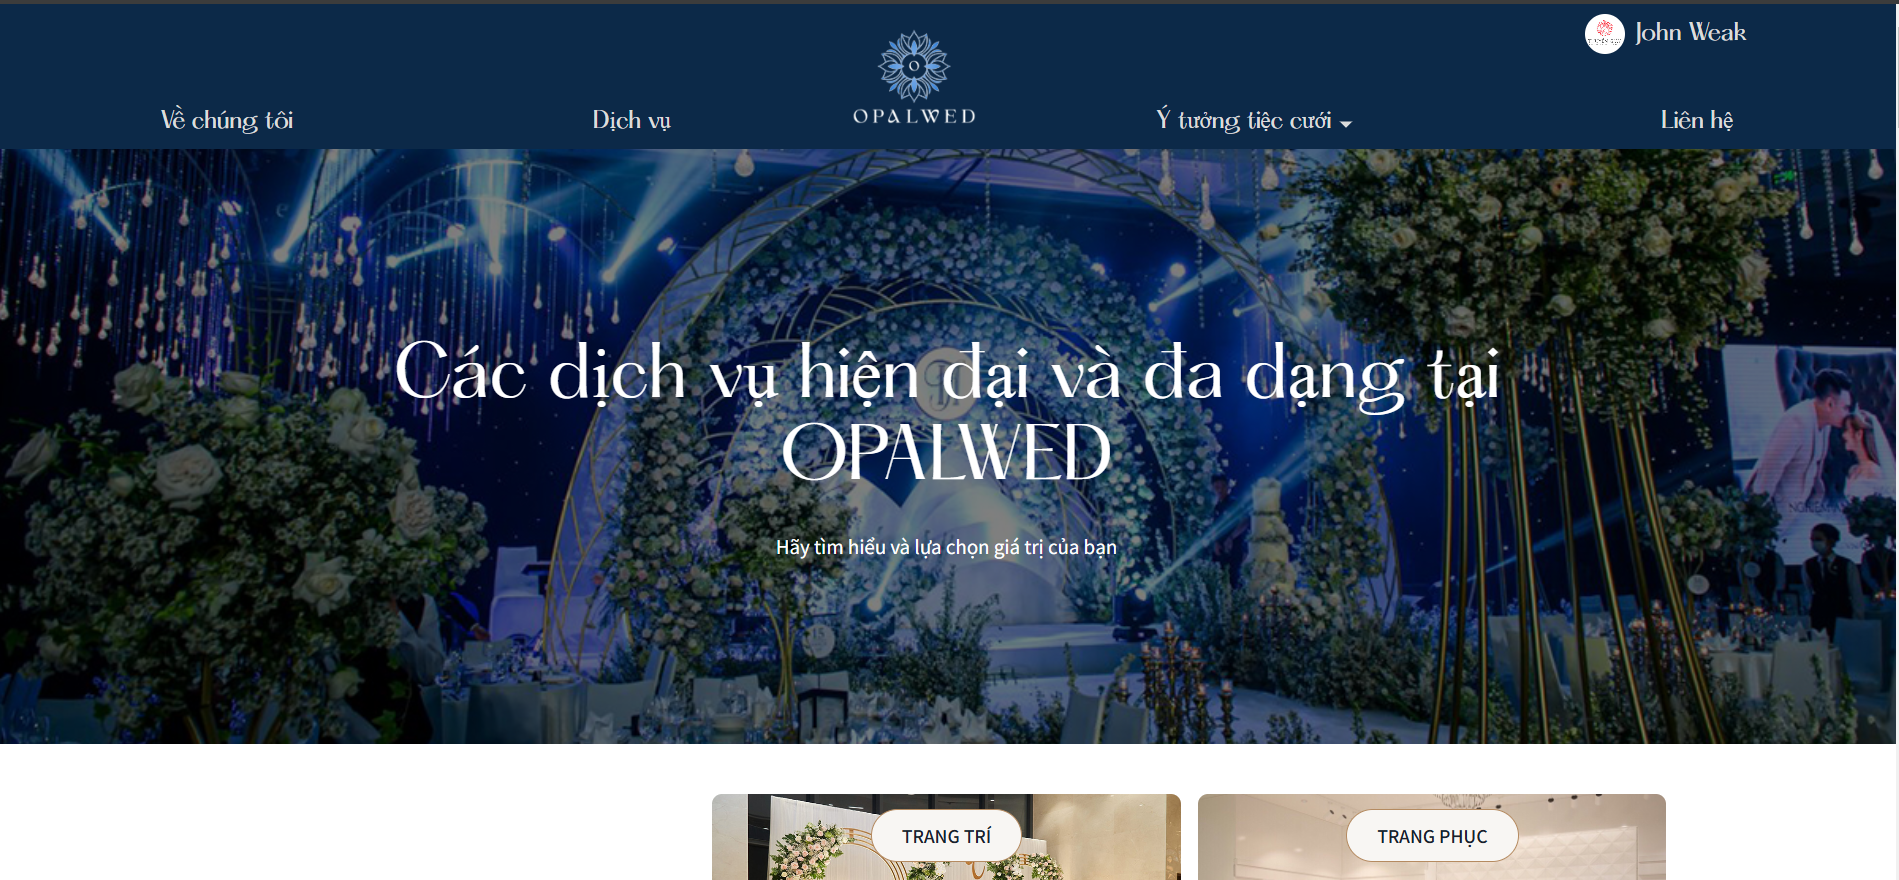 John Weak
Về chúng tôi
Dịch vụ
OPALWED
Ý tưởng tiệc cưới
Liên hệ
Các dịch vụ hiện đại và đa dạng tại
OPALWED
Hãy tìm hiểu và lựa chọn giá trị của bạn
15
TRANG TRÍ
TRANG PHỤC